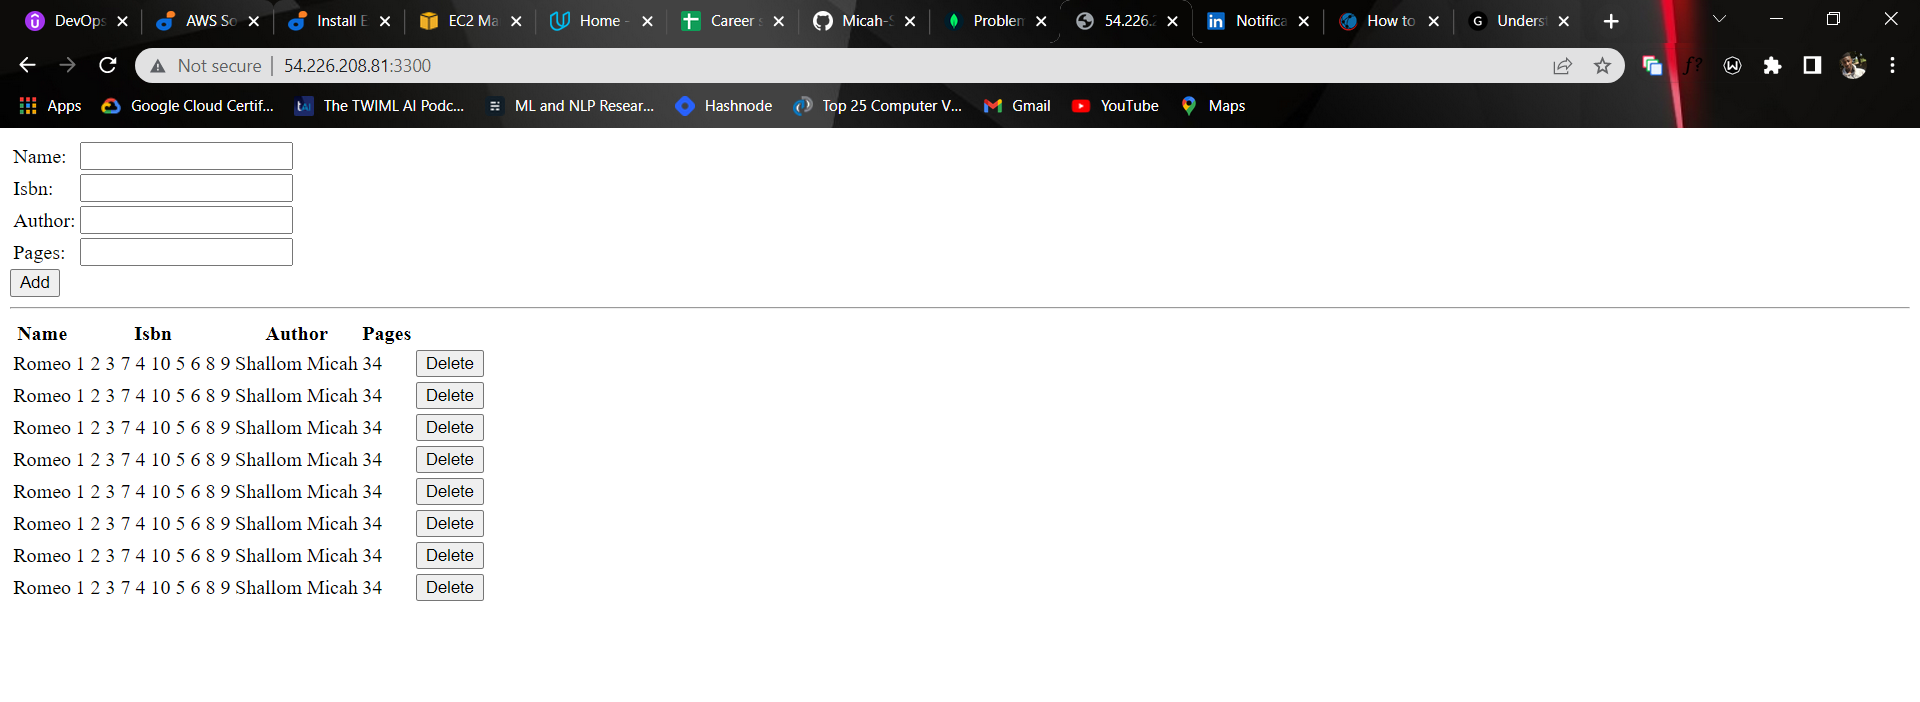 DevOps AWS So Install E EC2 Ma Home - Career s Micah-S Problem 54.226.2 Notifica How to Underst
Not secure 54.226.208.81:3300
Apps Google Cloud Certif... The TWIML AI Podc... ML and NLP Resear... Hashnode Top 25 Computer V... Gmail YouTube Maps
Name:
Isbn:
Author:
Pages:
Add
Name Isbn Author Pages
Romeo 1 2 3 7 4 10 5 6 8 9 Shallom Micah 34 Delete
Romeo 1 2 3 7 4 10 5 6 8 9 Shallom Micah 34 Delete
Romeo 1 2 3 7 4 10 5 6 8 9 Shallom Micah 34 Delete
Romeo 1 2 3 7 4 10 5 6 8 9 Shallom Micah 34 Delete
Romeo 1 2 3 7 4 10 5 6 8 9 Shallom Micah 34 Delete
Romeo 1 2 3 7 4 10 5 6 8 9 Shallom Micah 34 Delete
Romeo 1 2 3 7 4 10 5 6 8 9 Shallom Micah 34 Delete
Romeo 1 2 3 7 4 10 5 6 8 9 Shallom Micah 34 Delete